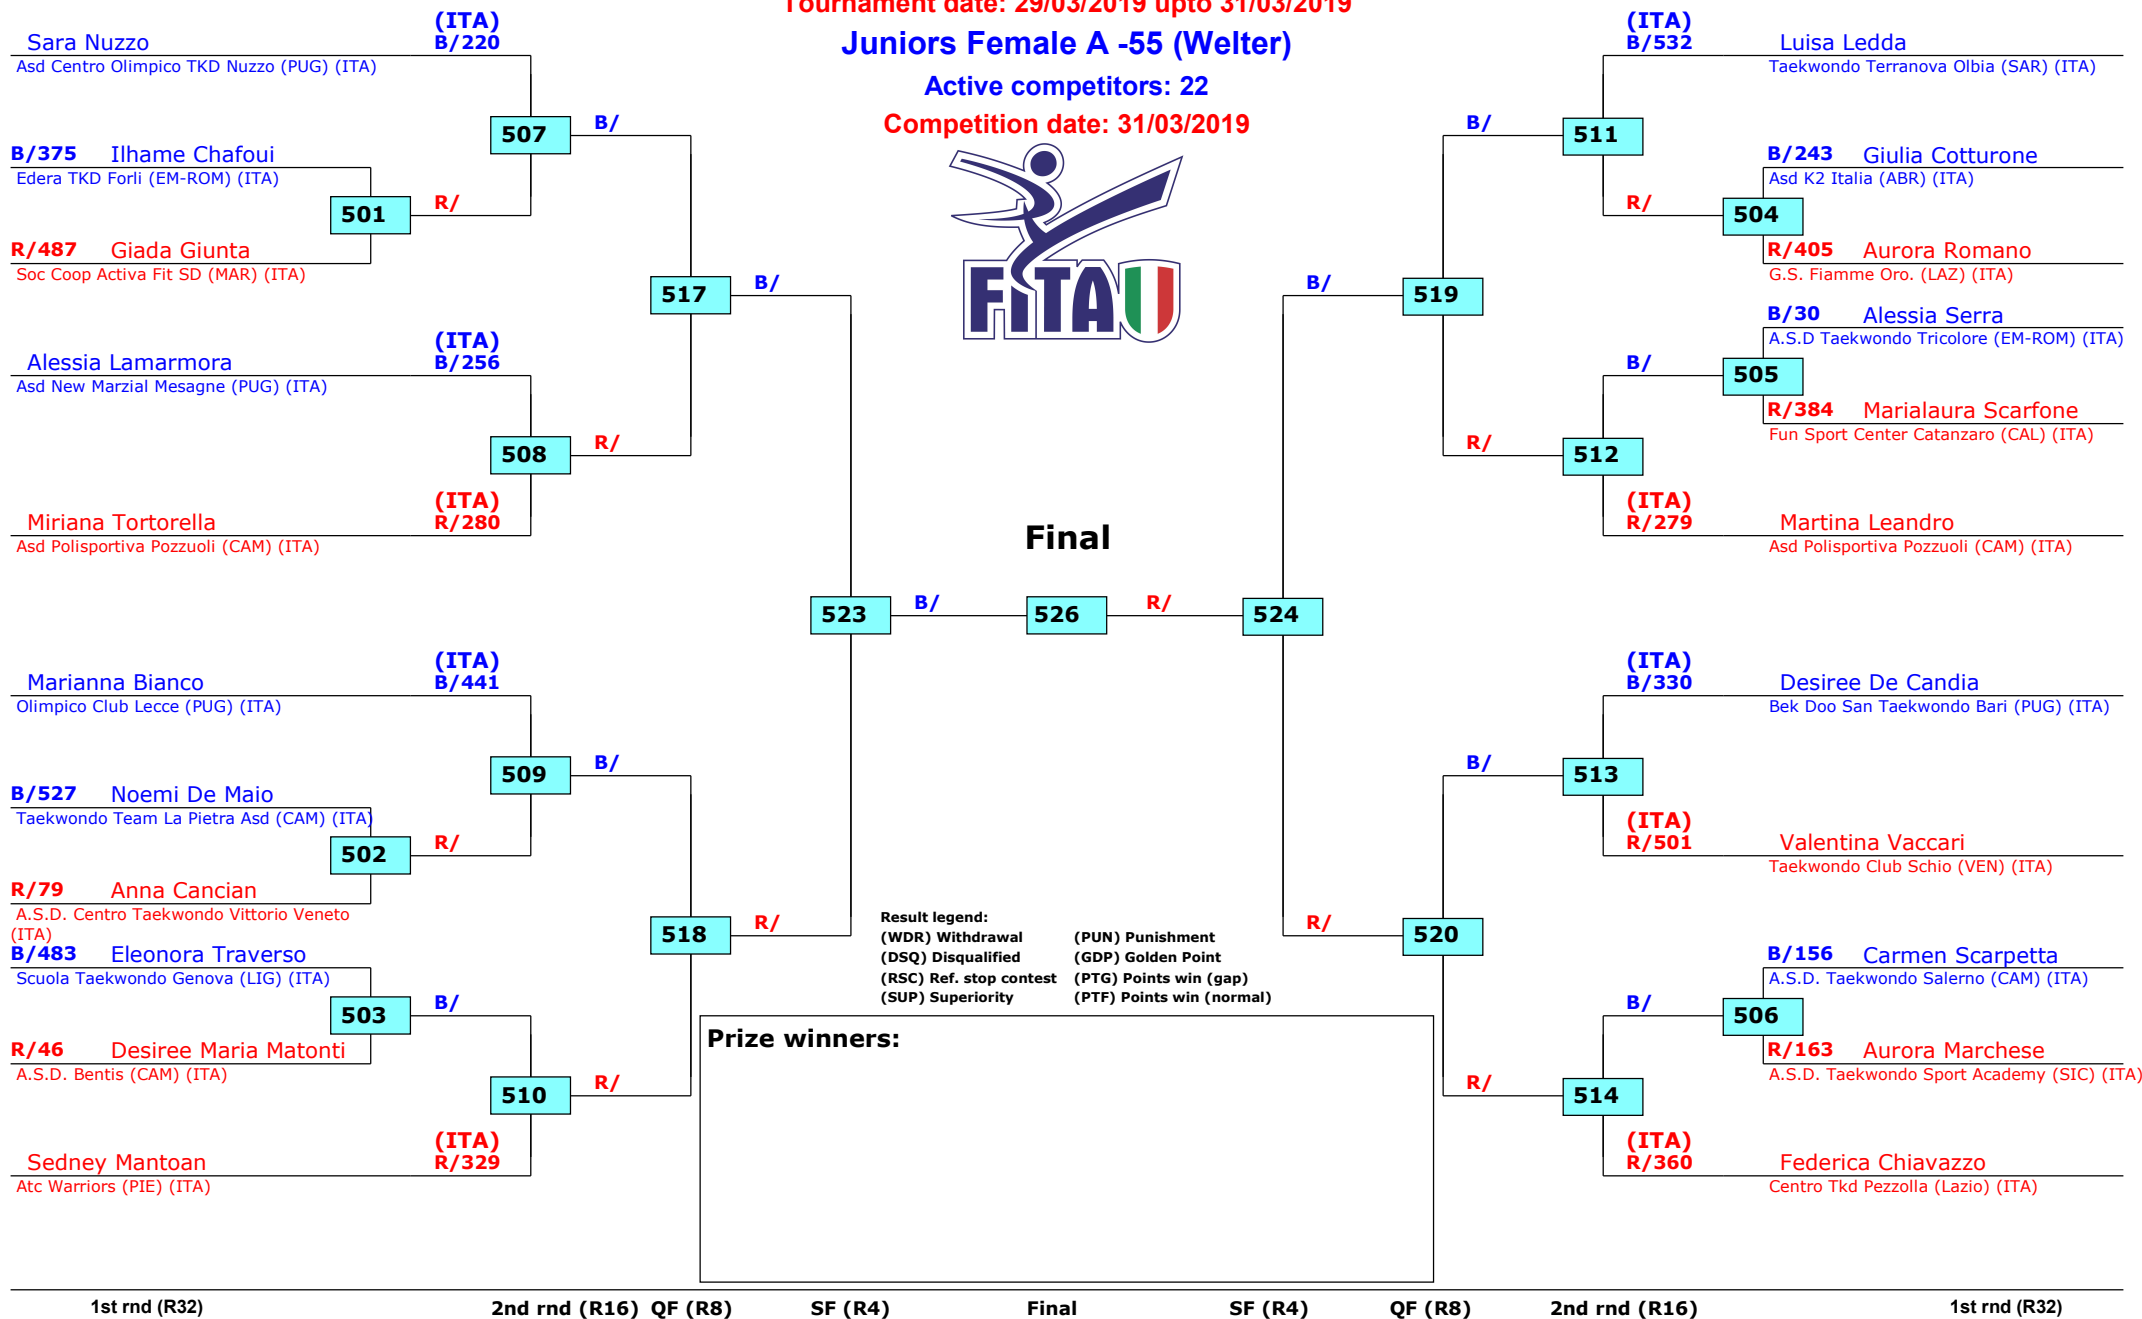 Tournament date: 29/03/2019 upto 31/03/2019
Juniors Female A -55 (Welter)
Active competitors: 22
Competition date: 31/03/2019
FITA
Sara Nuzzo
(ITA)
B/220
Asd Centro Olimpico TKD Nuzzo (PUG) (ITA)
507
B/
B/375 Ilhame Chafoui
Edera TKD Forli (EM-ROM) (ITA)
501
R/
R/487 Giada Giunta
Soc Coop Activa Fit SD (MAR) (ITA)
517
B/
Alessia Lamarmora
(ITA)
B/256
Asd New Marzial Mesagne (PUG) (ITA)
508
R/
Miriana Tortorella
(ITA)
R/280
Asd Polisportiva Pozzuoli (CAM) (ITA)
523
B/
Marianna Bianco
(ITA)
B/441
Olimpico Club Lecce (PUG) (ITA)
509
B/
B/527 Noemi De Maio
Taekwondo Team La Pietra Asd (CAM) (ITA)
502
R/
R/79 Anna Cancian
A.S.D. Centro Taekwondo Vittorio Veneto
(ITA)
518
R/
B/483 Eleonora Traverso
Scuola Taekwondo Genova (LIG) (ITA)
503
B/
R/46 Desiree Maria Matonti
A.S.D. Bentis (CAM) (ITA)
510
R/
Sedney Mantoan
(ITA)
R/329
Atc Warriors (PIE) (ITA)
Final
526
R/
524
(ITA)
B/532
Luisa Ledda
Taekwondo Terranova Olbia (SAR) (ITA)
B/
511
B/243 Giulia Cotturone
Asd K2 Italia (ABR) (ITA)
R/
504
R/405 Aurora Romano
G.S. Fiamme Oro. (LAZ) (ITA)
B/
519
B/30 Alessia Serra
A.S.D Taekwondo Tricolore (EM-ROM) (ITA)
B/
505
R/384 Marialaura Scarfone
Fun Sport Center Catanzaro (CAL) (ITA)
R/
512
(ITA)
R/279
Martina Leandro
Asd Polisportiva Pozzuoli (CAM) (ITA)
(ITA)
B/330
Desiree De Candia
Bek Doo San Taekwondo Bari (PUG) (ITA)
B/
513
(ITA)
R/501
Valentina Vaccari
Taekwondo Club Schio (VEN) (ITA)
R/
520
B/156 Carmen Scarpetta
A.S.D. Taekwondo Salerno (CAM) (ITA)
B/
506
R/163 Aurora Marchese
A.S.D. Taekwondo Sport Academy (SIC) (ITA)
R/
514
(ITA)
R/360
Federica Chiavazzo
Centro Tkd Pezzolla (Lazio) (ITA)
Result legend:
(WDR) Withdrawal (PUN) Punishment
(DSQ) Disqualified (GDP) Golden Point
(RSC) Ref. stop contest (PTG) Points win (gap)
(SUP) Superiority (PTF) Points win (normal)
Prize winners:
1st rnd (R32) 2nd rnd (R16) QF (R8) SF (R4) Final SF (R4) QF (R8) 2nd rnd (R16) 1st rnd (R32)